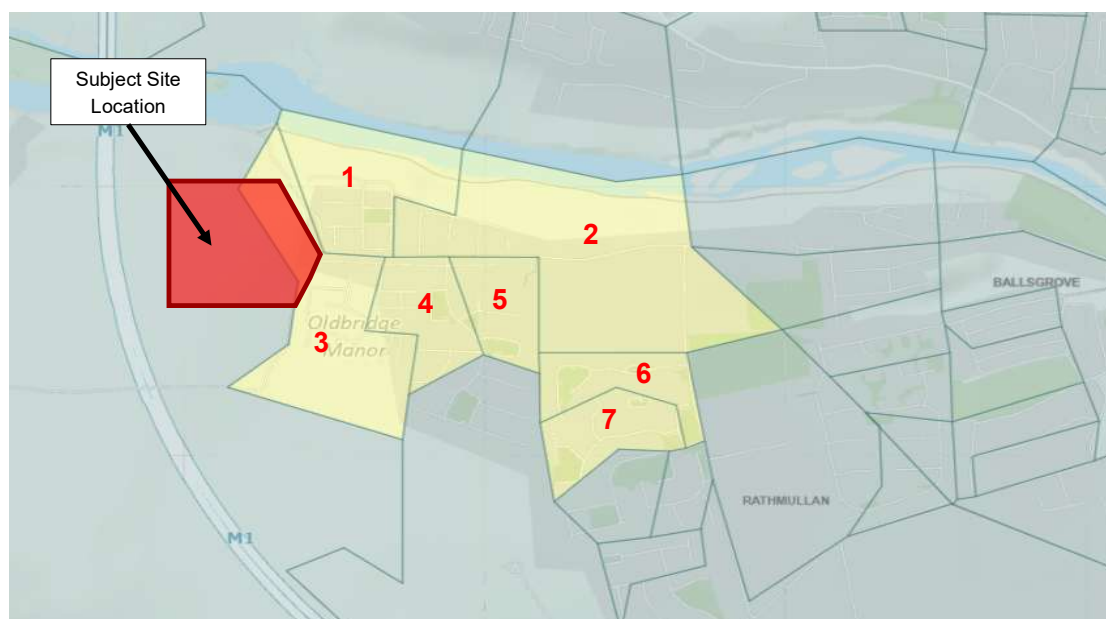 Subject Site
Location
M1
1
2
BALLSGROVE
4
5
Oldbridge
Manor
3
6
7
RATHMULLAN
M1